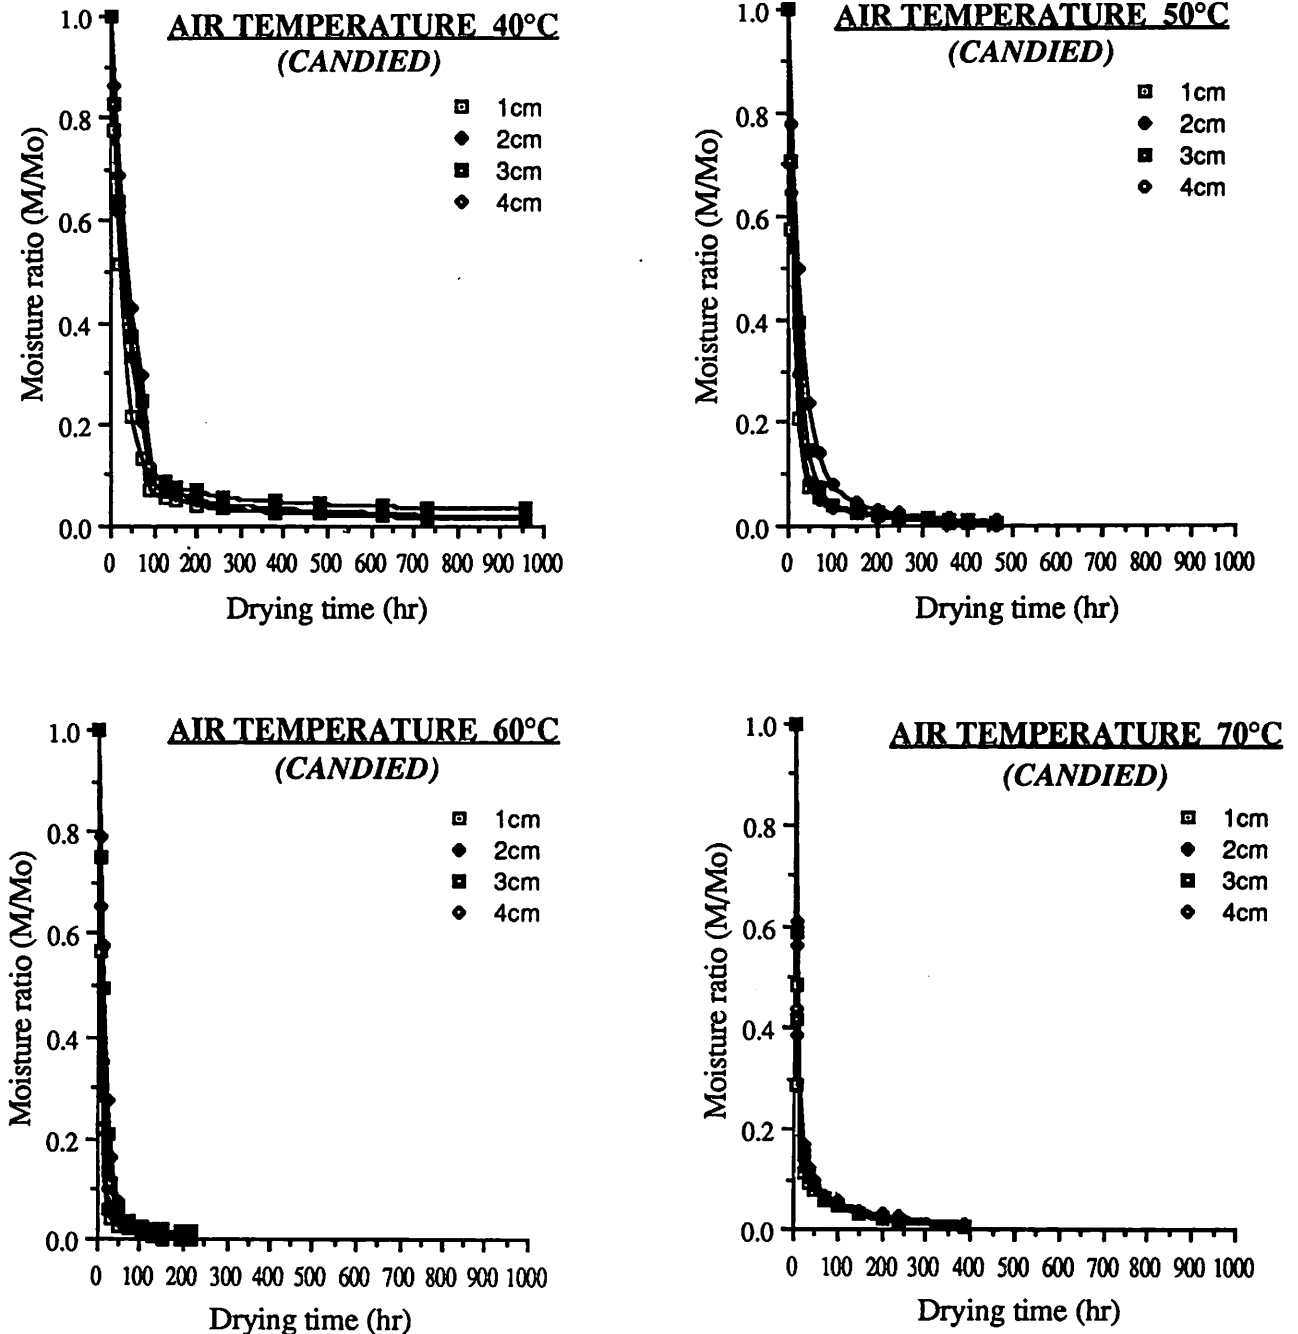 AIR TEMPERATURE 40°C
(CANDIED)
1cm
2cm
3cm
4cm
Moisture ratio (M/Mo)
1.0
0.8
0.6
0.4
0.2
0.0
0 100 200 300 400 500 600 700 800 900 1000
Drying time (hr)
AIR TEMPERATURE 50°C
(CANDIED)
1cm
2cm
3cm
4cm
Moisture ratio (M/Mo)
1.0
0.8
0.6
0.4
0.2
0.0
0 100 200 300 400 500 600 700 800 900 1000
Drying time (hr)
AIR TEMPERATURE 60°C
(CANDIED)
1cm
2cm
3cm
4cm
Moisture ratio (M/Mo)
1.0
0.8
0.6
0.4
0.2
0.0
0 100 200 300 400 500 600 700 800 900 1000
Drying time (hr)
AIR TEMPERATURE 70°C
(CANDIED)
1cm
2cm
3cm
4cm
Moisture ratio (M/Mo)
1.0
0.8
0.6
0.4
0.2
0.0
0 100 200 300 400 500 600 700 800 900 1000
Drying time (hr)